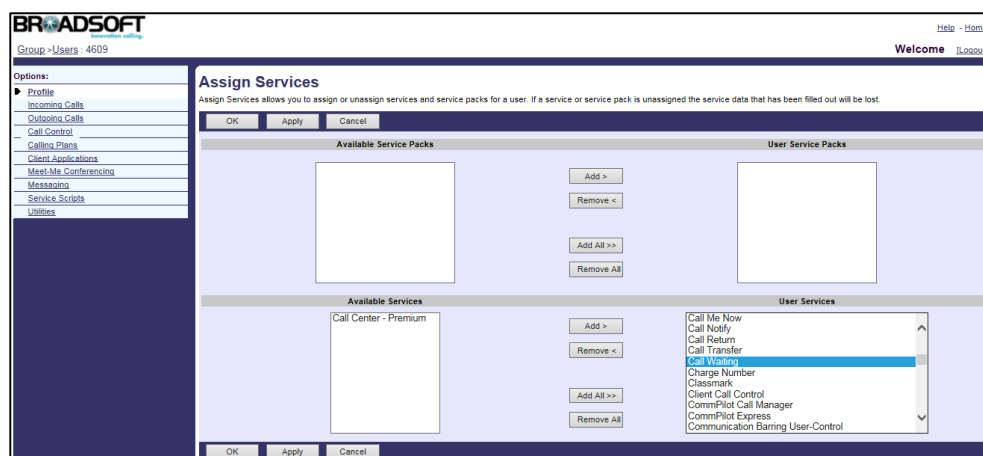 BROADSOFT
innovation calling.
Help - Hom
Group >Users : 4609
Welcome [Logou
Options:
Profile
Incoming Calls
Outgoing Calls
Call Control
Calling Plans
Client Applications
Meet-Me Conferencing
Messaging
Service Scripts
Utilities
Assign Services
Assign Services allows you to assign or unassign services and service packs for a user. If a service or service pack is unassigned the service data that has been filled out will be lost.
OK Apply Cancel
Available Service Packs User Service Packs
Add >
Remove <
Add All >>
Remove All
Available Services User Services
Call Center - Premium
Add >
Remove <
Add All >>
Remove All
Call Me Now
Call Notify
Call Return
Call Transfer
Call Waiting
Charge Number
Classmark
Client Call Control
CommPilot Call Manager
CommPilot Express
Communication Barring User-Control
OK Apply Cancel